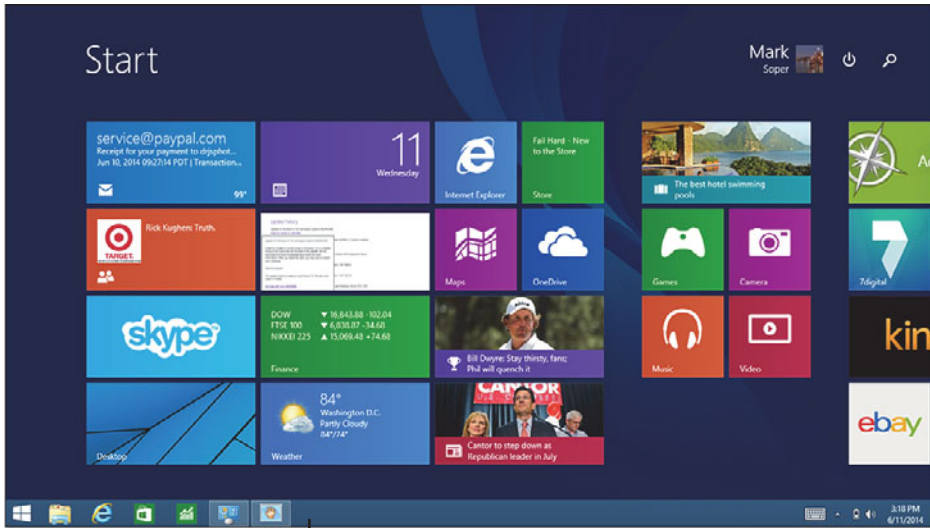 Start
Mark
Soper
service@paypal.com
Receipt for your payment to drjsphot...
Jun 10, 2014 09:27:14 PDT | Transaction...
99+
11
Wednesday
Internet Explorer
Fail Hard - New
to the Store
Store
The best hotel swimming
pools
TARGET
Rick Kughen: Truth.
Update history
Maps
OneDrive
Games
Camera
7digital
skype
DOW ▼ 16,843.88 -102.04
FTSE 100 ▼ 6,838.87 -34.68
NIKKEI 225 ▲ 15,069.48 +74.68
Finance
Bill Dwyre: Stay thirsty, fans;
Phil will quench it
Music
Video
kin
Desktop
84°
Washington D.C.
Partly Cloudy
84°/74°
Weather
CANTOR
Cantor to step down as
Republican leader in July
ebay
3:18 PM
6/11/2014